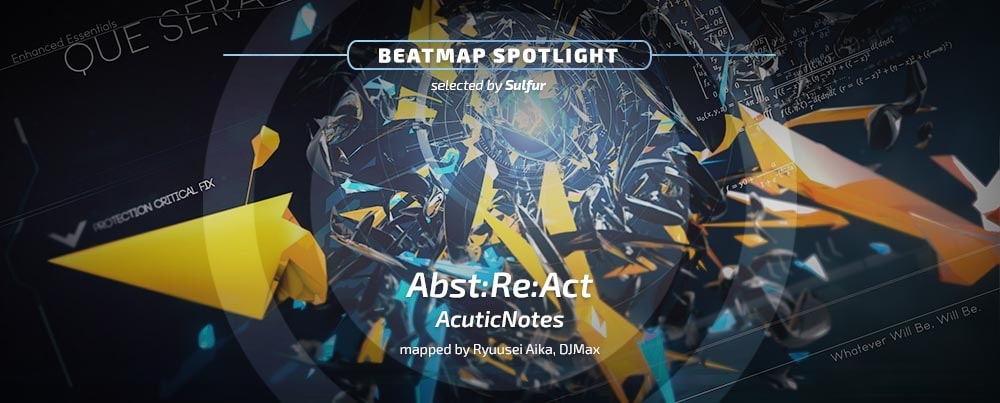 Enhanced Essentials
QUE SERA
BEATMAP SPOTLIGHT
selected by Sulfur
PROTECTION CRITICAL FIX
Abst:Re:Act
AcuticNotes
mapped by Ryuusei Aika, DJMax
Whatever Will Be, Will Be.